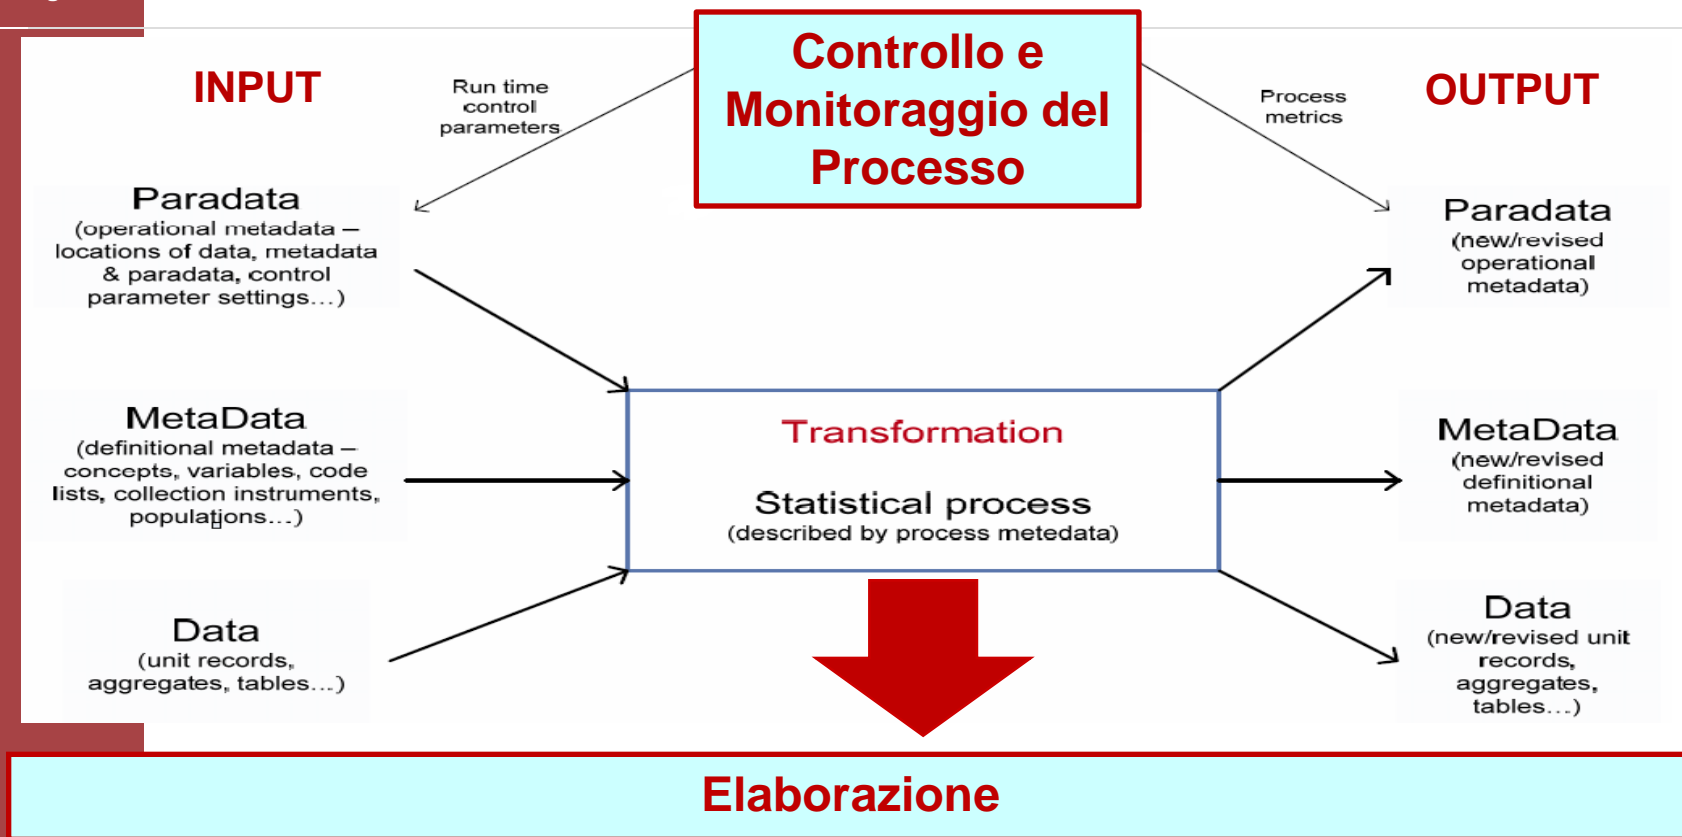 Controllo e
Monitoraggio del
Processo
INPUT
Run time
control
parameters
Process
metrics
OUTPUT
Paradata
(operational metadata –
locations of data, metadata
& paradata, control
parameter settings...)
Paradata
(new/revised
operational
metadata)
MetaData
(definitional metadata –
concepts, variables, code
lists, collection instruments,
populations...)
Transformation
Statistical process
(described by process metedata)
MetaData
(new/revised
definitional
metadata)
Data
(unit records,
aggregates, tables...)
Data
(new/revised unit
records,
aggregates,
tables...)
Elaborazione